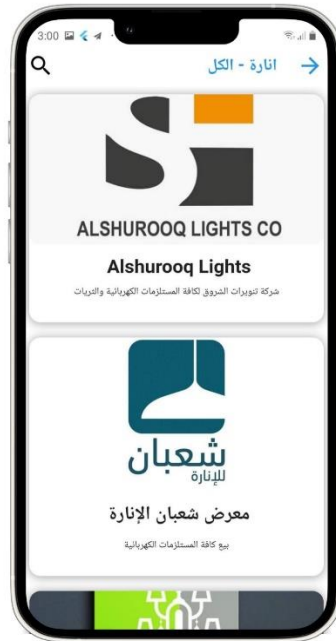 3:00
انارة - الكل
ALSHUROOQ LIGHTS CO
Alshurooq Lights
شركة تنويرات الشروق لكافة المستلزمات الكهربائية والثريات
شعبان
للإنارة
معرض شعبان الإنارة
بيع كافة المستلزمات الكهربائية